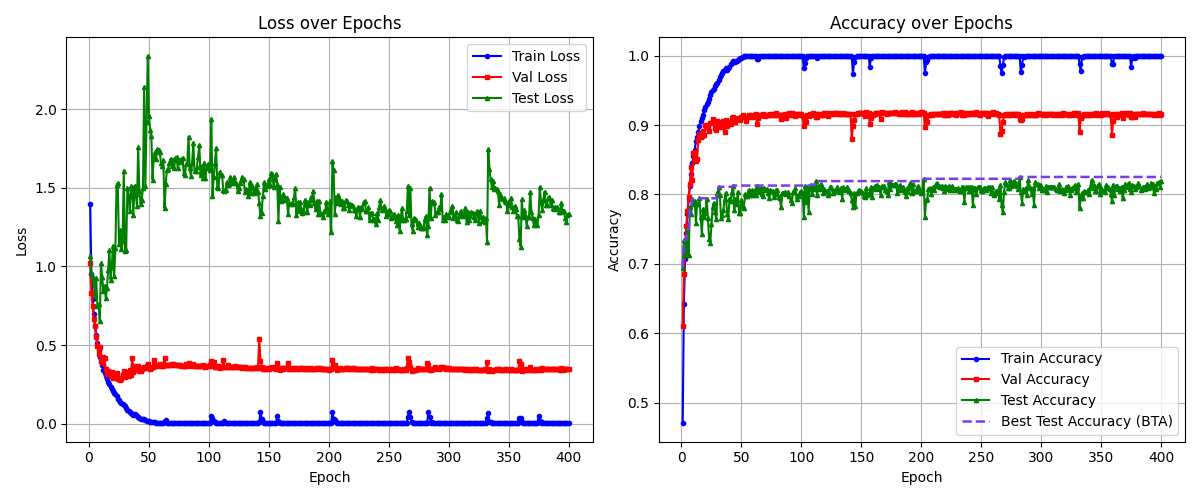 Loss over Epochs
Train Loss
Val Loss
Test Loss
Loss
2.0
1.5
1.0
0.5
0.0
0 50 100 150 200 250 300 350 400
Epoch
Accuracy over Epochs
Accuracy
1.0
0.9
0.8
0.7
0.6
0.5
Train Accuracy
Val Accuracy
Test Accuracy
Best Test Accuracy (BTA)
0 50 100 150 200 250 300 350 400
Epoch